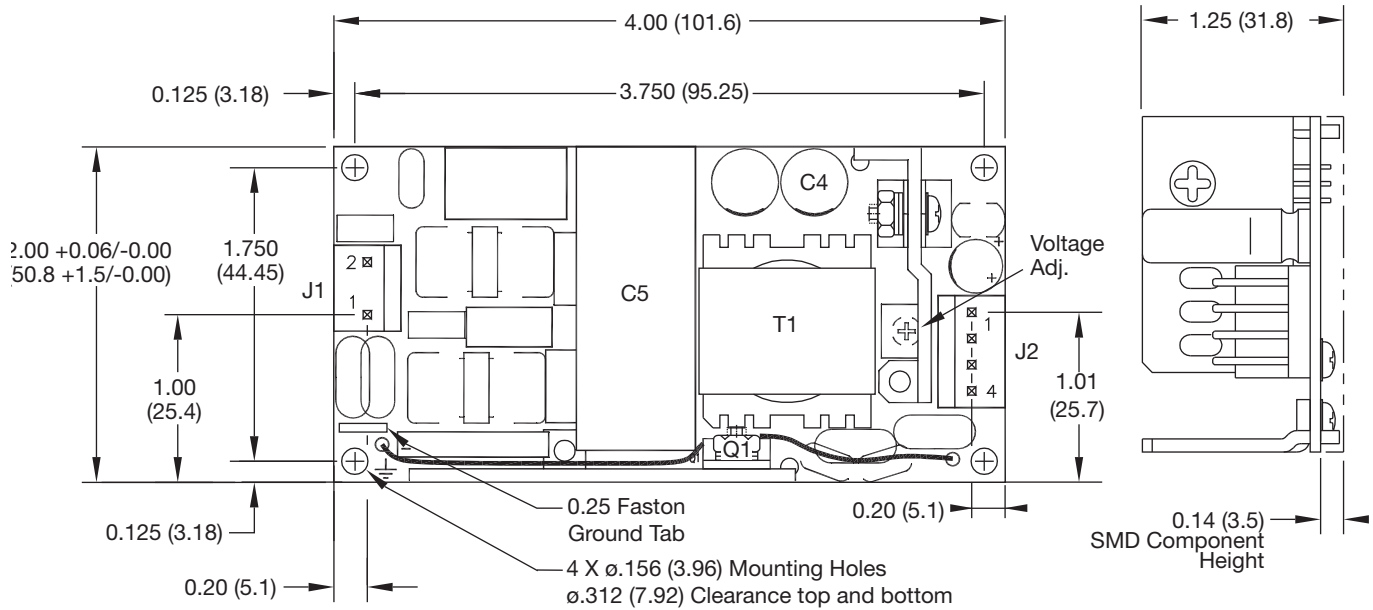 4.00 (101.6)
1.25 (31.8)
0.125 (3.18)
3.750 (95.25)
C4
2.00 +0.06/-0.00
50.8 +1.5/-0.00)
1.750
(44.45)
Voltage
Adj.
J1
2
1
C5
T1
1
4
J2
1.00
(25.4)
1.01
(25.7)
Q1
0.125 (3.18)
0.25 Faston
Ground Tab
0.20 (5.1)
0.14 (3.5)
SMD Component
Height
0.20 (5.1)
4 X ø.156 (3.96) Mounting Holes
ø.312 (7.92) Clearance top and bottom